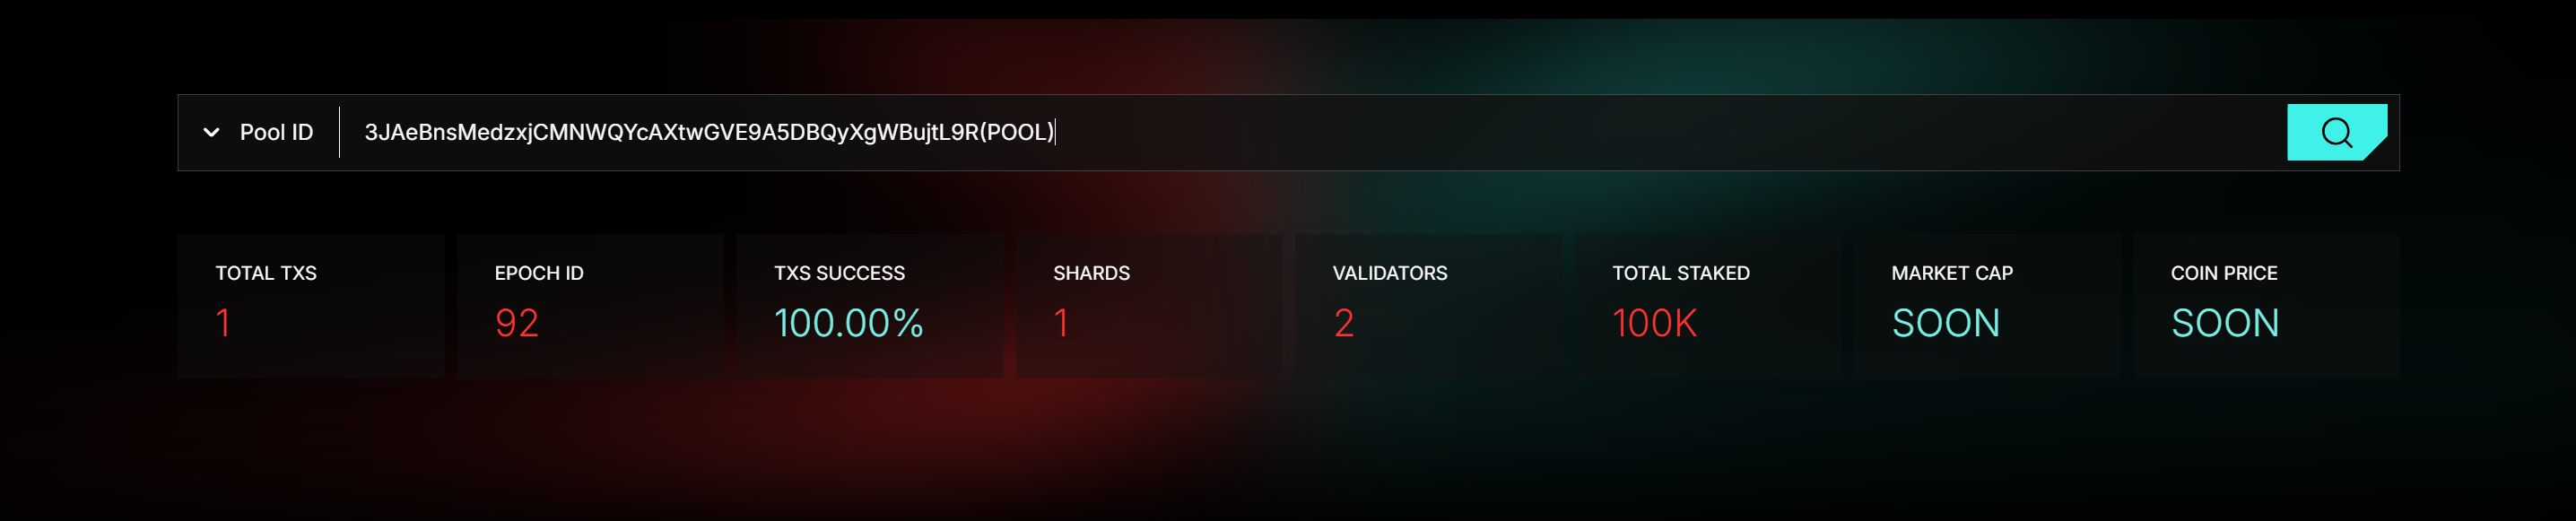 Pool ID 3JAeBnsMedzxjCMNWQYcAXtwGVE9A5DBQyXgWBujtL9R(POOL)
TOTAL TXS EPOCH ID TXS SUCCESS SHARDS VALIDATORS TOTAL STAKED MARKET CAP COIN PRICE
1 92 100.00% 1 2 100K SOON SOON